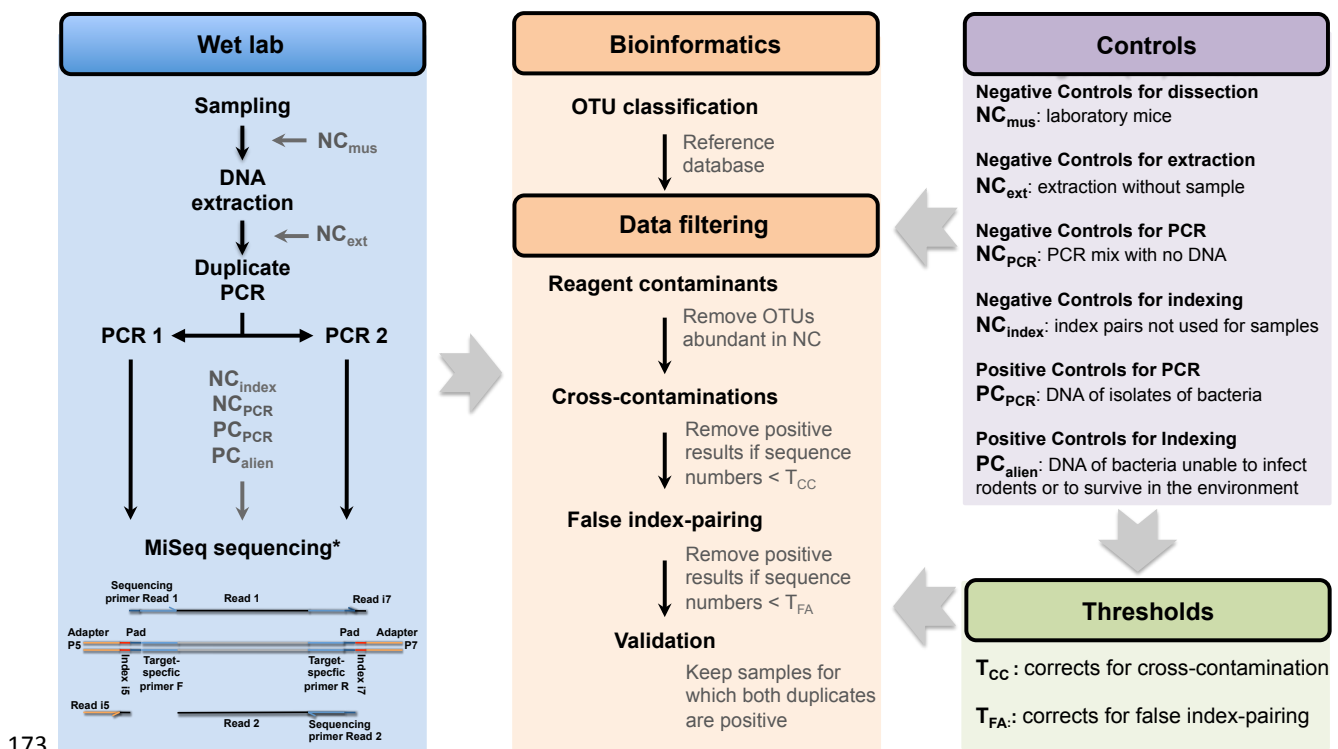 Wet lab
Sampling
NCmus
DNA
extraction
NCext
Duplicate
PCR
PCR 1
PCR 2
NCindex
NCPCR
PCPCR
PCalien
MiSeq sequencing*
Sequencing
primer Read 1
Read 1
Read i7
Adapter
P5
Pad
Pad
Adapter
P7
Index i5
Target-
specfic
primer F
Target-
specfic
primer R
Index i7
Read i5
Read 2
Sequencing
primer Read 2
Bioinformatics
OTU classification
Reference
database
Data filtering
Reagent contaminants
Remove OTUs
abundant in NC
Cross-contaminations
Remove positive
results if sequence
numbers < TCC
False index-pairing
Remove positive
results if sequence
numbers < TFA
Validation
Keep samples for
which both duplicates
are positive
Controls
Negative Controls for dissection
NCmus: laboratory mice
Negative Controls for extraction
NCext: extraction without sample
Negative Controls for PCR
NCPCR: PCR mix with no DNA
Negative Controls for indexing
NCindex: index pairs not used for samples
Positive Controls for PCR
PCPCR: DNA of isolates of bacteria
Positive Controls for Indexing
PCalien: DNA of bacteria unable to infect
rodents or to survive in the environment
Thresholds
TCC : corrects for cross-contamination
TFA:: corrects for false index-pairing
173